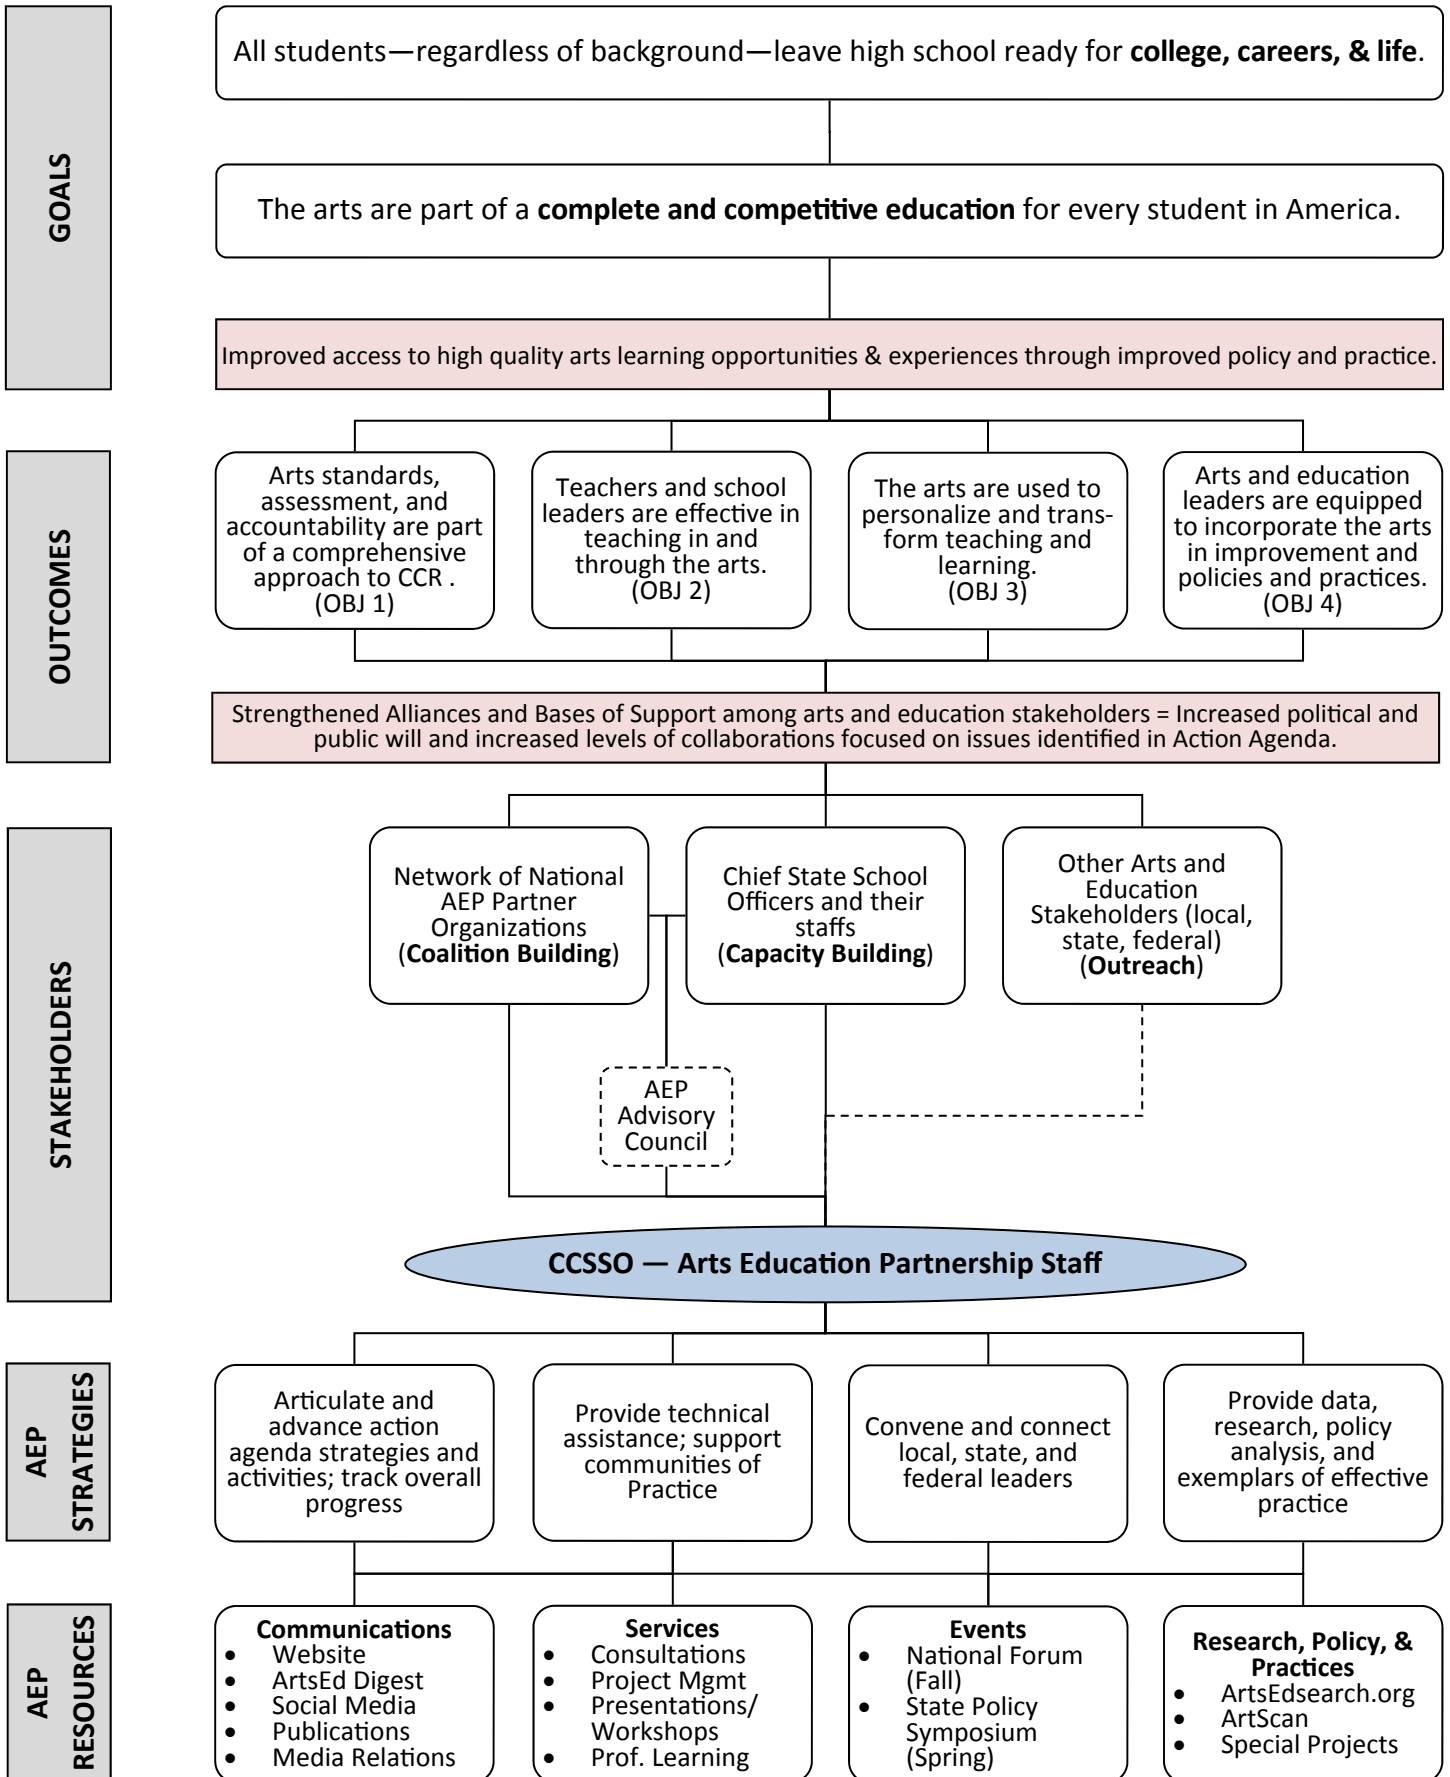 GOALS
All students—regardless of background—leave high school ready for college, careers, & life.
The arts are part of a complete and competitive education for every student in America.
Improved access to high quality arts learning opportunities & experiences through improved policy and practice.
OUTCOMES
Arts standards,
assessment, and
accountability are part
of a comprehensive
approach to CCR .
(OBJ 1)
Teachers and school
leaders are effective in
teaching in and
through the arts.
(OBJ 2)
The arts are used to
personalize and trans-
form teaching and
learning.
(OBJ 3)
Arts and education
leaders are equipped
to incorporate the arts
in improvement and
policies and practices.
(OBJ 4)
Strengthened Alliances and Bases of Support among arts and education stakeholders = Increased political and
public will and increased levels of collaborations focused on issues identified in Action Agenda.
STAKEHOLDERS
Network of National
AEP Partner
Organizations
(Coalition Building)
Chief State School
Officers and their
staffs
(Capacity Building)
Other Arts and
Education
Stakeholders (local,
state, federal)
(Outreach)
AEP
Advisory
Council
CCSSO — Arts Education Partnership Staff
AEP
STRATEGIES
Articulate and
advance action
agenda strategies and
activities; track overall
progress
Provide technical
assistance; support
communities of
Practice
Convene and connect
local, state, and
federal leaders
Provide data,
research, policy
analysis, and
exemplars of effective
practice
AEP
RESOURCES
Communications
• Website
• ArtsEd Digest
• Social Media
• Publications
• Media Relations
Services
• Consultations
• Project Mgmt
• Presentations/
Workshops
• Prof. Learning
Events
• National Forum
(Fall)
• State Policy
Symposium
(Spring)
Research, Policy, &
Practices
• ArtsEdsearch.org
• ArtScan
• Special Projects